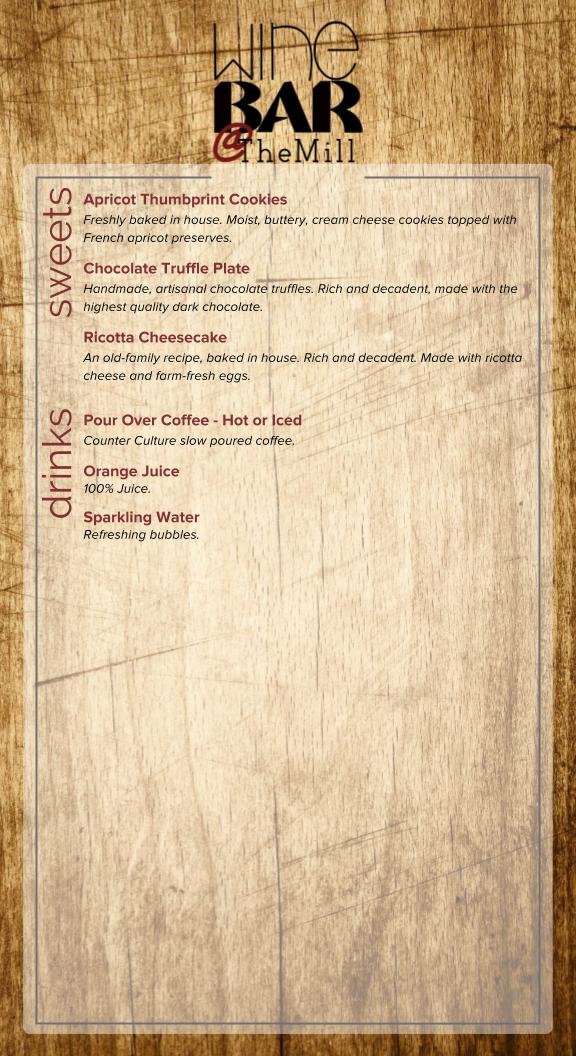 wine
BAR
@TheMill
sweets
Apricot Thumbprint Cookies
Freshly baked in house. Moist, buttery, cream cheese cookies topped with
French apricot preserves.
Chocolate Truffle Plate
Handmade, artisanal chocolate truffles. Rich and decadent, made with the
highest quality dark chocolate.
Ricotta Cheesecake
An old-family recipe, baked in house. Rich and decadent. Made with ricotta
cheese and farm-fresh eggs.
drinks
Pour Over Coffee - Hot or Iced
Counter Culture slow poured coffee.
Orange Juice
100% Juice.
Sparkling Water
Refreshing bubbles.